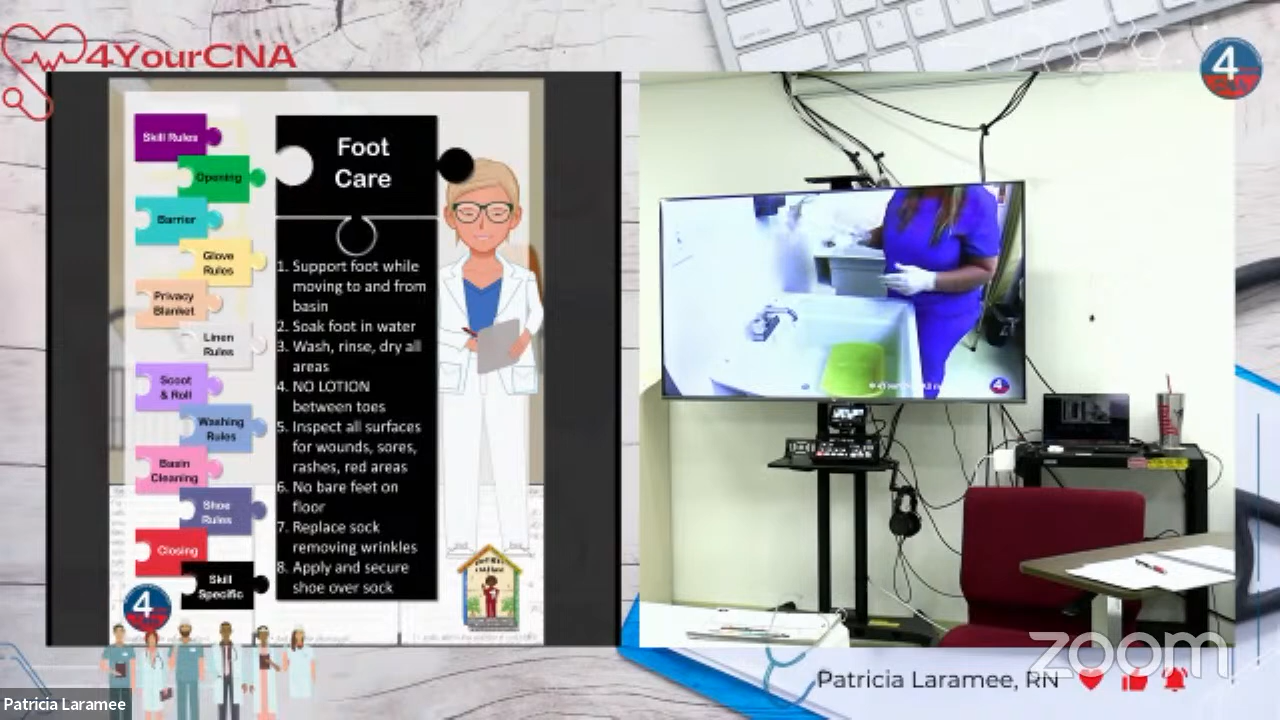 4YourCNA
4
Skill Rules
Opening
Barrier
Glove
Rules
Privacy
Blanket
Linen
Rules
Scoot
& Roll
Washing
Rules
Basin
Cleaning
Shoe
Rules
Closing
Skill
Specific
4
Foot
Care
1. Support foot while
moving to and from
basin
2. Soak foot in water
3. Wash, rinse, dry all
areas
4. NO LOTION
between toes
5. Inspect all surfaces
for wounds, sores,
rashes, red areas
6. No bare feet on
floor
7. Replace sock
removing wrinkles
8. Apply and secure
shoe over sock
4
zoom
Patricia Laramee, RN
Patricia Laramee